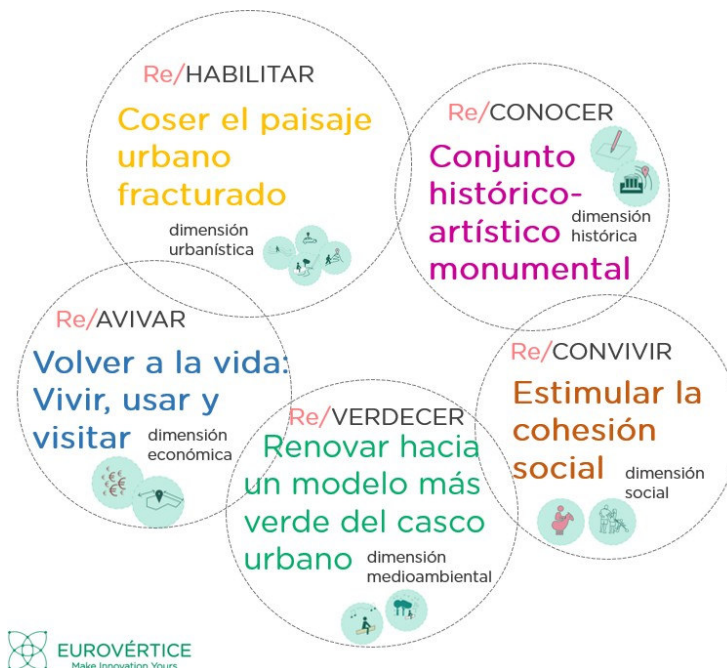 Re/HABILITAR
Coser el paisaje
urbano
fracturado
dimensión
urbanística
Re/CONOCER
Conjunto
histórico-
artístico
monumental
dimensión
histórica
Re/AVIVAR
Volver a la vida:
Vivir, usar y
visitar
dimensión
económica
Re/CONVIVIR
Estimular la
cohesión
social
dimensión
social
Re/VERDECER
Renovar hacia
un modelo más
verde del casco
urbano
dimensión
medioambiental
EUROVÉRTICE
Make Innovation Yours